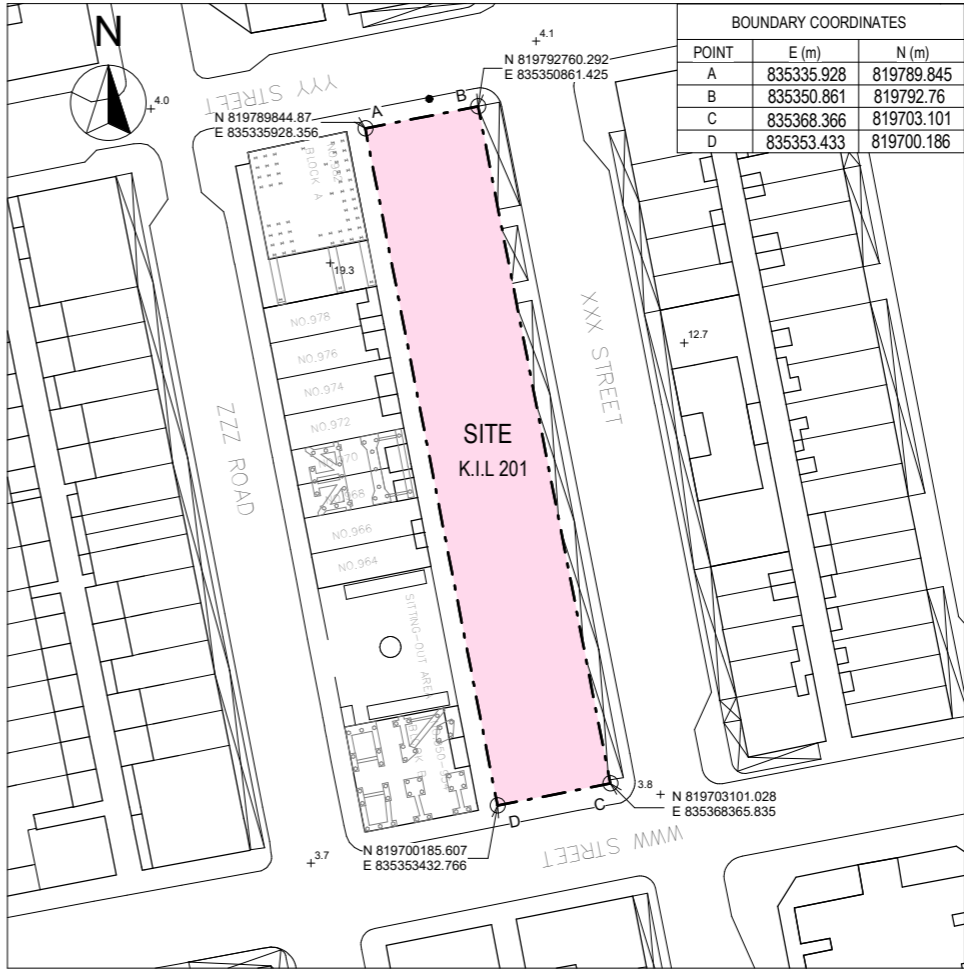 BOUNDARY COORDINATES
POINT E (m) N (m)
A 835335.928 819789.845
B 835350.861 819792.76
C 835368.366 819703.101
D 835353.433 819700.186
N
4.0
4.1
N 819792760.292
E 835350861.425
YYY STREET
N 819789844.87
E 835335928.356
A
B
BLOCK A
19.3
NO.978
NO.976
NO.974
NO.972
NO.966
NO.964
XXX STREET
12.7
ZZZ ROAD
SITE
K.I.L 201
SITTING-OUT AREA
3.8
N 819703101.028
E 835368365.835
C
D
N 819700185.607
E 835353432.766
3.7
WWW STREET